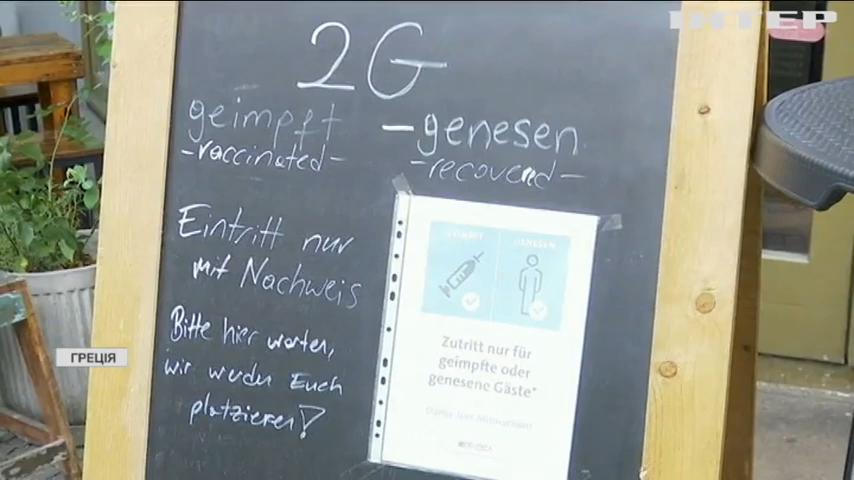 ІНТЕР
2G
geimpft - genesen
- vaccinated - - recovered -
Eintritt nur
mit Nachweis
Bitte hier warten,
wir werden Euch
platzieren!
GENESEN
Zutritt nur für
geimpfte oder
genesene Gäste*
ГРЕЦІЯ